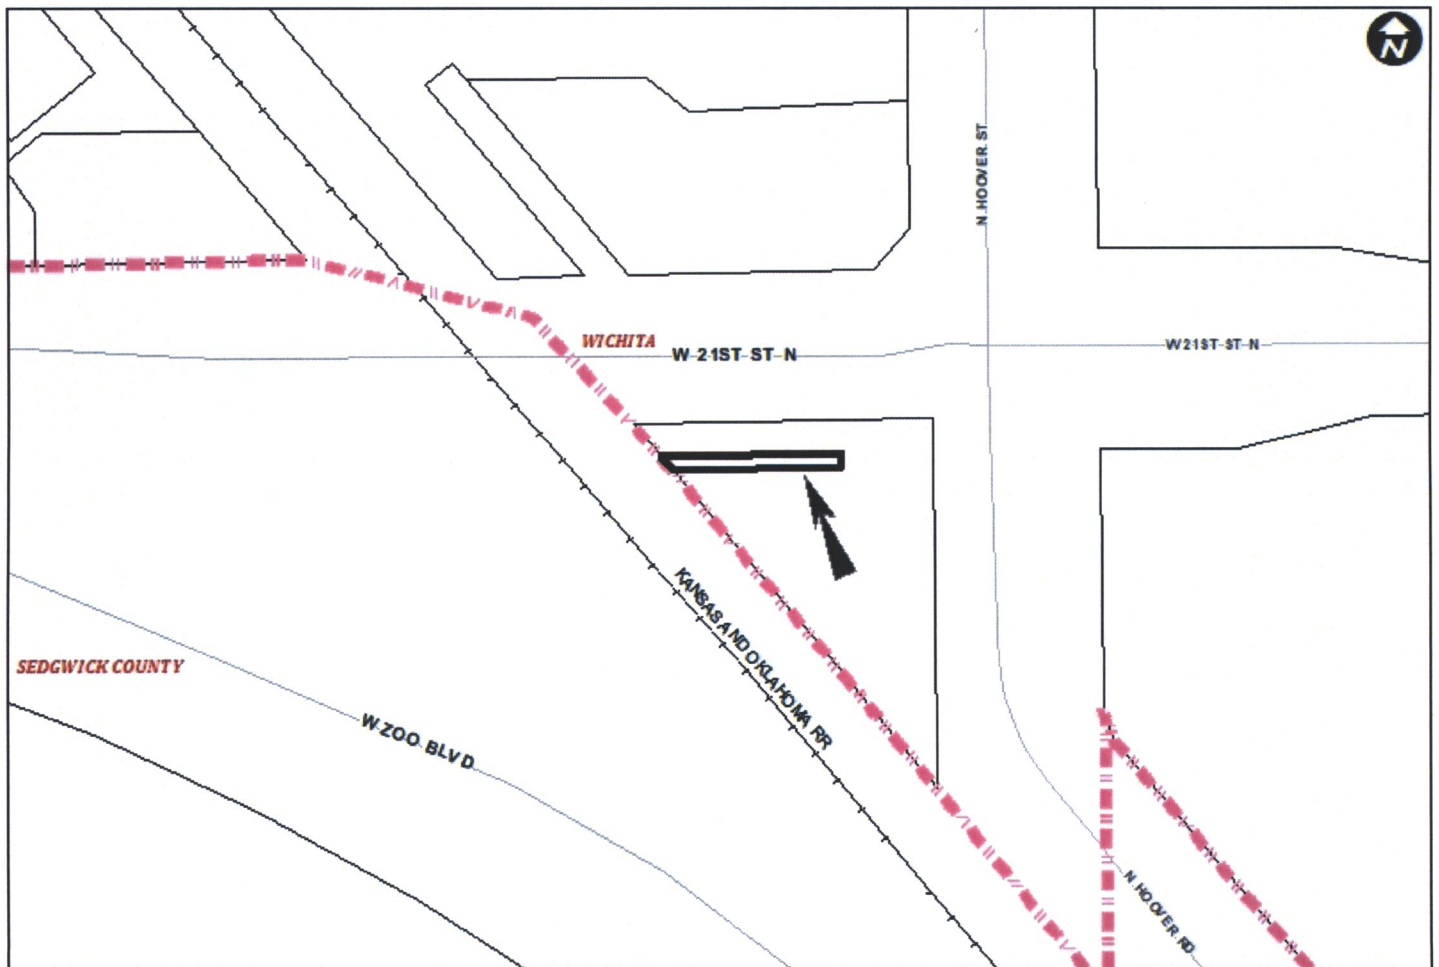 N
N HOOVER ST
WICHITA
W 21ST ST N
W 21ST ST N
KANSAS AND OKLAHOMA RR
SEDGWICK COUNTY
W ZOO BLVD
N HOOVER RD